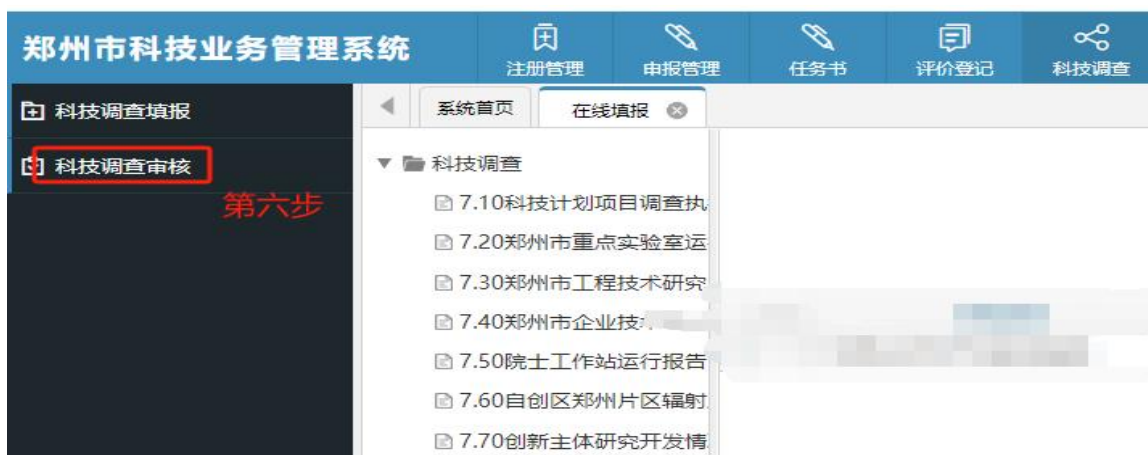 郑州市科技业务管理系统
注册管理 申报管理 任务书 评价登记 科技调查
科技调查填报
科技调查审核
第六步
系统首页 在线填报
科技调查
7.10科技计划项目调查执
7.20郑州市重点实验室运
7.30郑州市工程技术研究
7.40郑州市企业技
7.50院士工作站运行报告
7.60自创区郑州片区辐射
7.70创新主体研究开发情